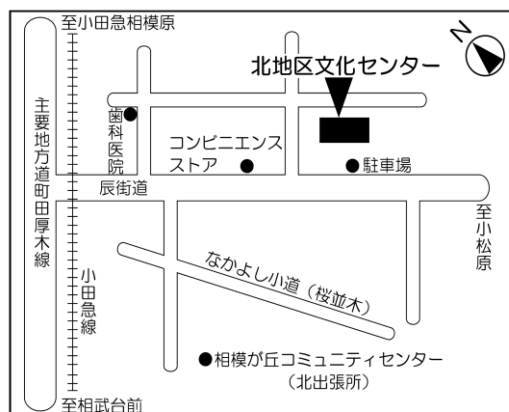 至小田急相模原
N
北地区文化センター
主要地方道町田厚木線
歯科医院
コンビニエンス
ストア
駐車場
辰街道
至小松原
小田急線
なかよし小道（桜並木）
相模が丘コミュニティセンター
（北出張所）
至相武台前